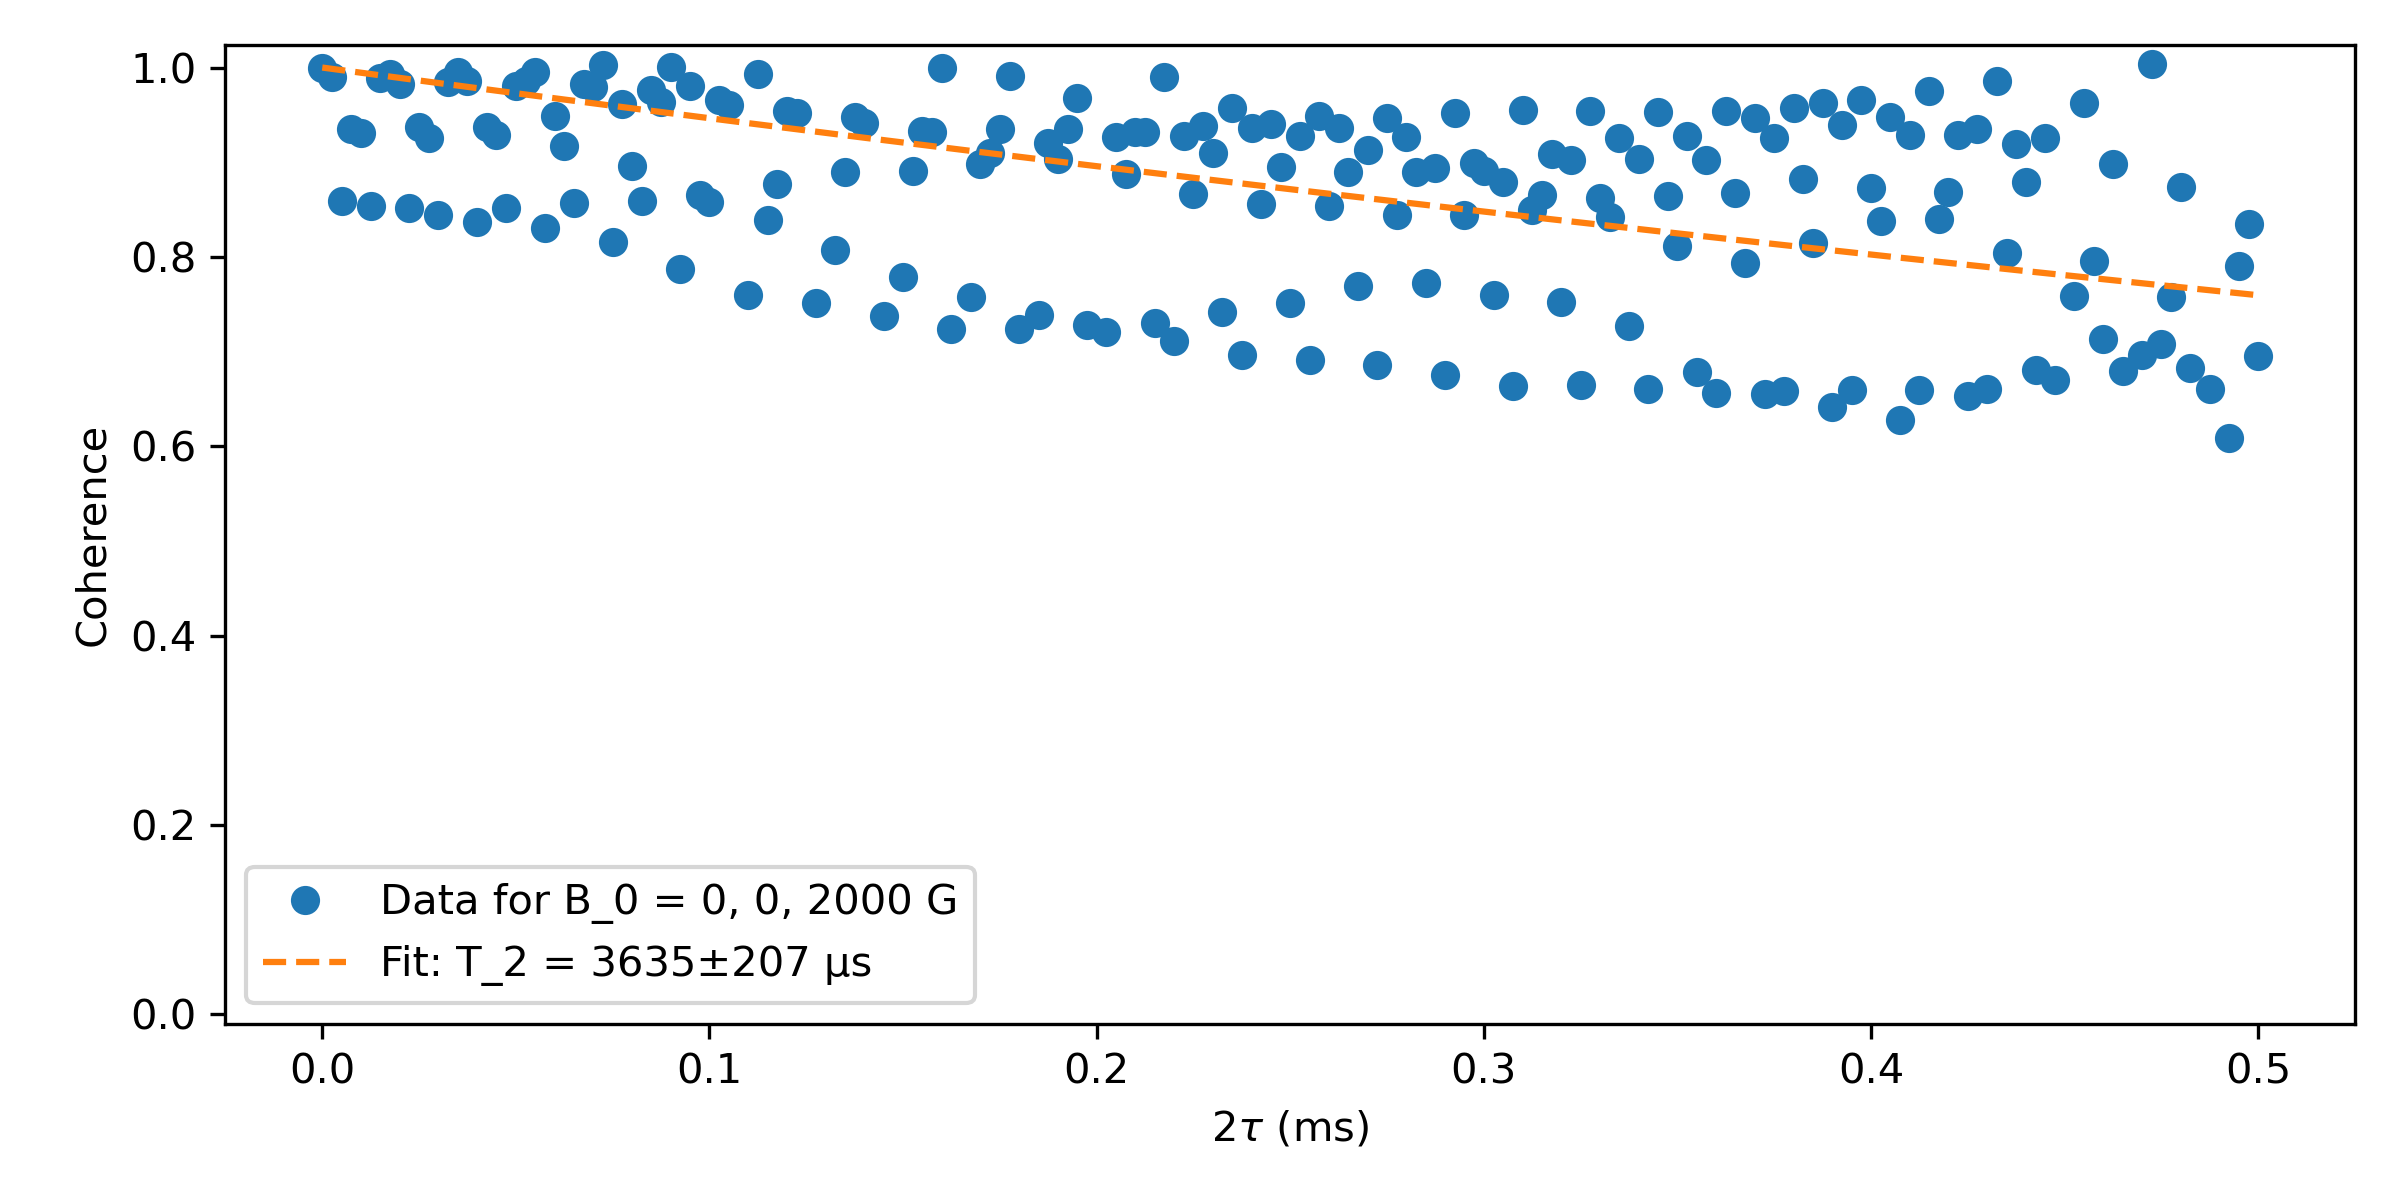 1.0
0.8
0.6
0.4
0.2
0.0
Coherence
Data for B_0 = 0, 0, 2000 G
Fit: T_2 = 3635±207 μs
0.0 0.1 0.2 0.3 0.4 0.5
2τ (ms)